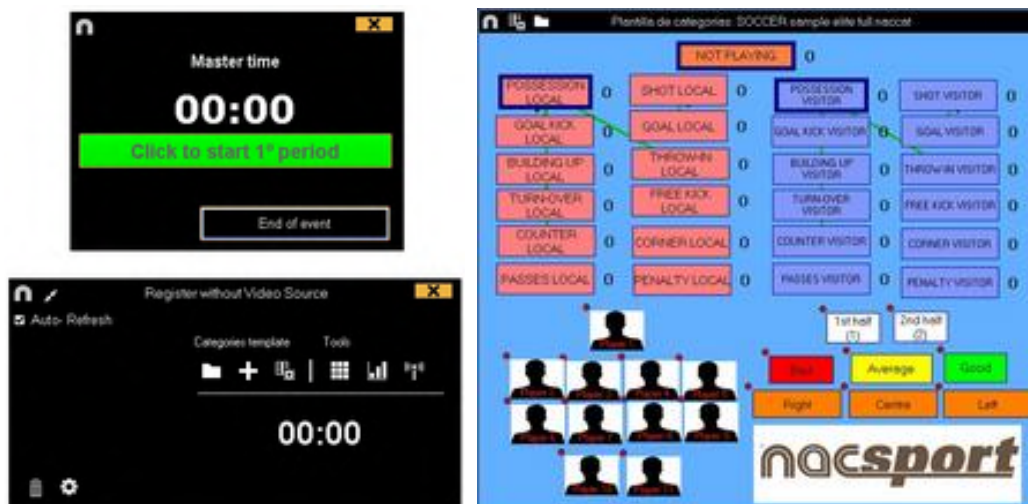 Master time
00:00
Click to start 1º period
End of event
Register without Video Source
Auto- Refresh
Categories template Tools
00:00
Plantilla de categorias: SOCCER sample elite full.naccat
NOT PLAYING 0
POSSESSION LOCAL 0
SHOT LOCAL 0
POSSESSION VISITOR 0
SHOT VISITOR 0
GOAL KICK LOCAL 0
GOAL LOCAL 0
GOAL KICK VISITOR 0
GOAL VISITOR 0
BUILDING UP LOCAL 0
THROW-IN LOCAL 0
BUILDING UP VISITOR 0
THROW-IN VISITOR 0
TURN-OVER LOCAL 0
FREE KICK LOCAL 0
TURN-OVER VISITOR 0
FREE KICK VISITOR 0
COUNTER LOCAL 0
CORNER LOCAL 0
COUNTER VISITOR 0
CORNER VISITOR 0
PASSES LOCAL 0
PENALTY LOCAL 0
PASSES VISITOR 0
PENALTY VISITOR 0
1st half
(1)
2nd half
(2)
Bad
Average
Good
Right
Centre
Left
nacsport